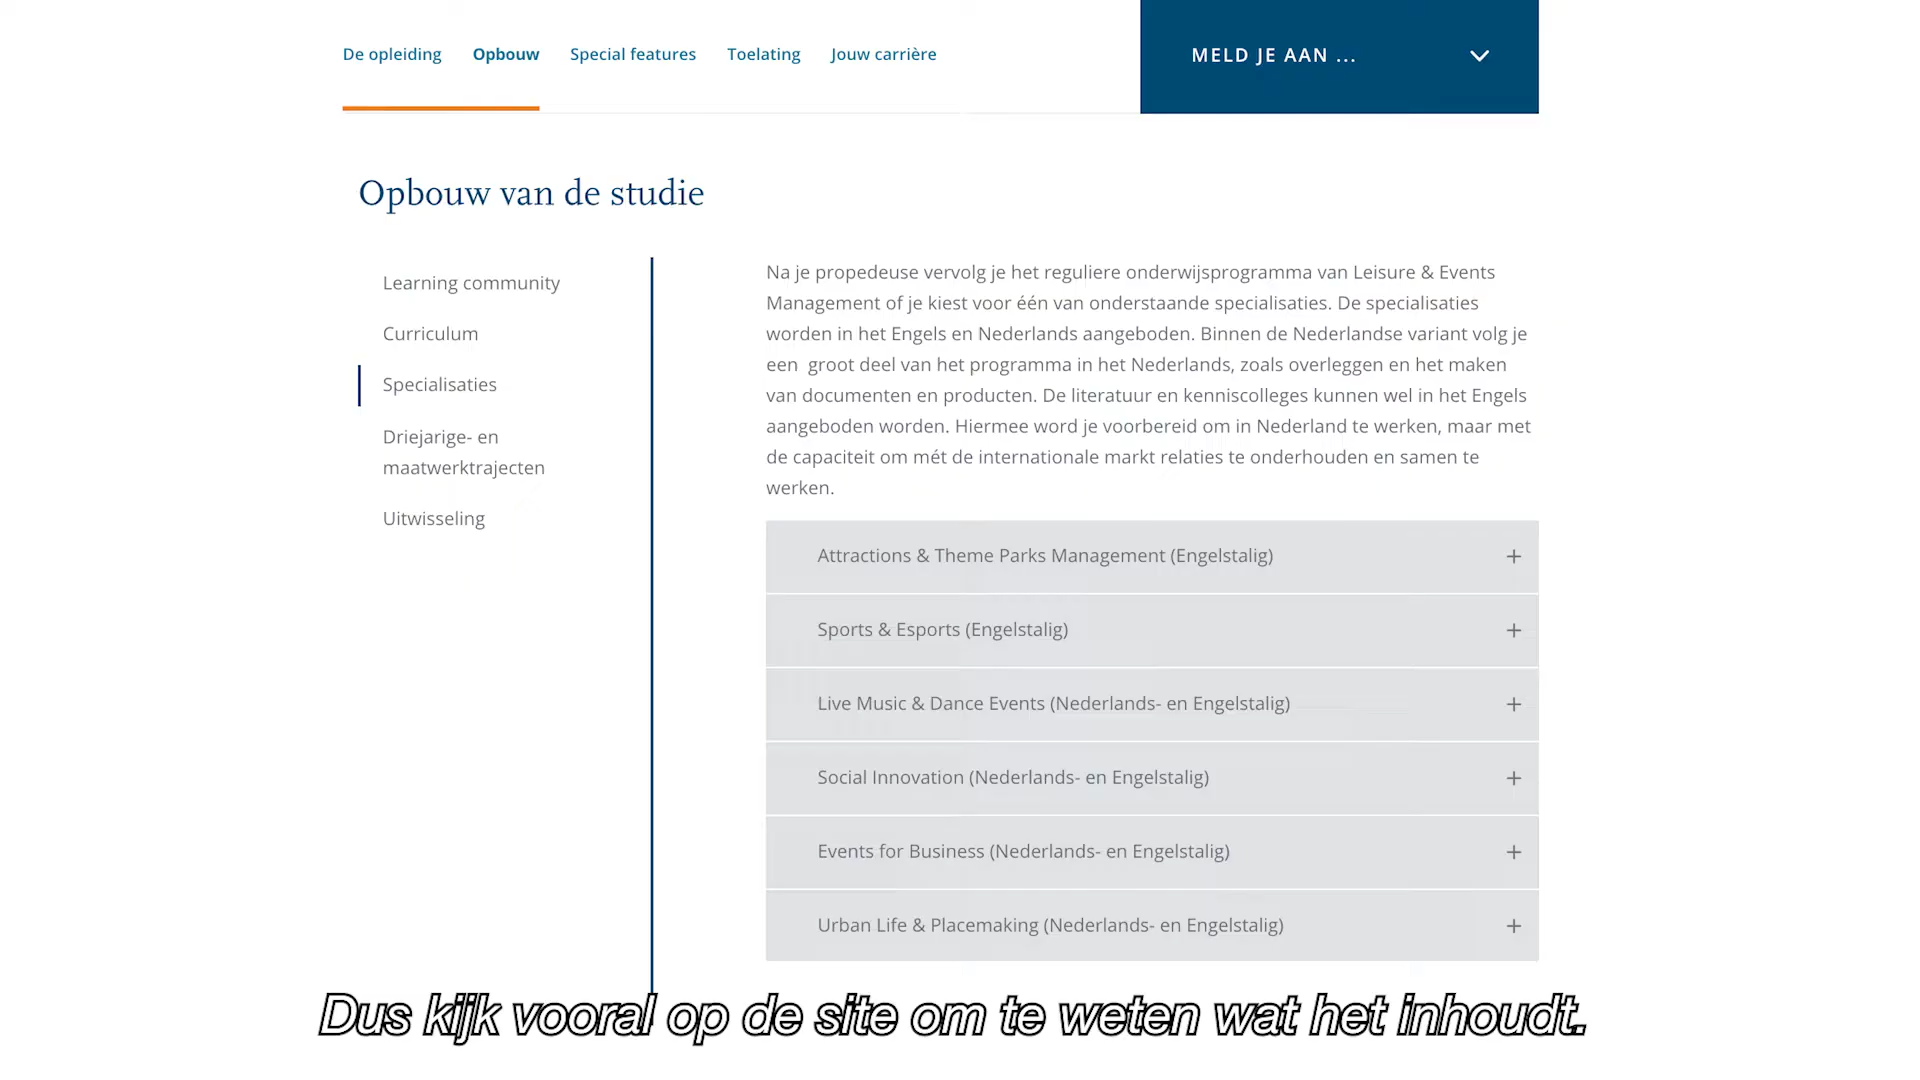 De opleiding Opbouw Special features Toelating Jouw carrière MELD JE AAN ...
Opbouw van de studie
Learning community
Curriculum
Specialisaties
Driejarige- en
maatwerktrajecten
Uitwisseling
Na je propedeuse vervolg je het reguliere onderwijsprogramma van Leisure & Events
Management of je kiest voor één van onderstaande specialisaties. De specialisaties
worden in het Engels en Nederlands aangeboden. Binnen de Nederlandse variant volg je
een groot deel van het programma in het Nederlands, zoals overleggen en het maken
van documenten en producten. De literatuur en kenniscolleges kunnen wel in het Engels
aangeboden worden. Hiermee word je voorbereid om in Nederland te werken, maar met
de capaciteit om mét de internationale markt relaties te onderhouden en samen te
werken.
Attractions & Theme Parks Management (Engelstalig)
Sports & Esports (Engelstalig)
Live Music & Dance Events (Nederlands- en Engelstalig)
Social Innovation (Nederlands- en Engelstalig)
Events for Business (Nederlands- en Engelstalig)
Urban Life & Placemaking (Nederlands- en Engelstalig)
Dus kijk vooral op de site om te weten wat het inhoudt.